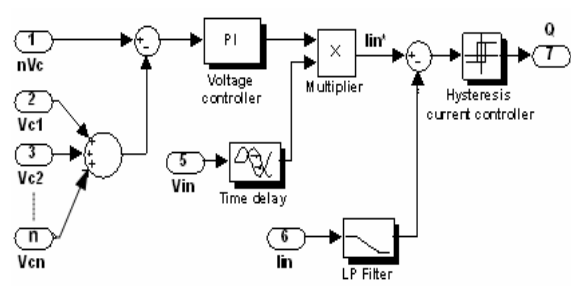 1
nVc
2
Vc1
3
Vc2
n
Vcn
PI
Voltage
controller
5
Vin
Time delay
X
Multiplier
Iin*
6
Iin
LP Filter
Hysteresis
current controller
Q
7